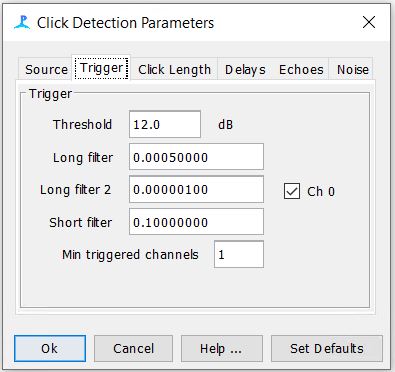 Click Detection Parameters
Source Trigger Click Length Delays Echoes Noise
Trigger
Threshold 12.0 dB
Long filter 0.00050000
Long filter 2 0.00000100 Ch 0
Short filter 0.10000000
Min triggered channels 1
Ok Cancel Help ... Set Defaults